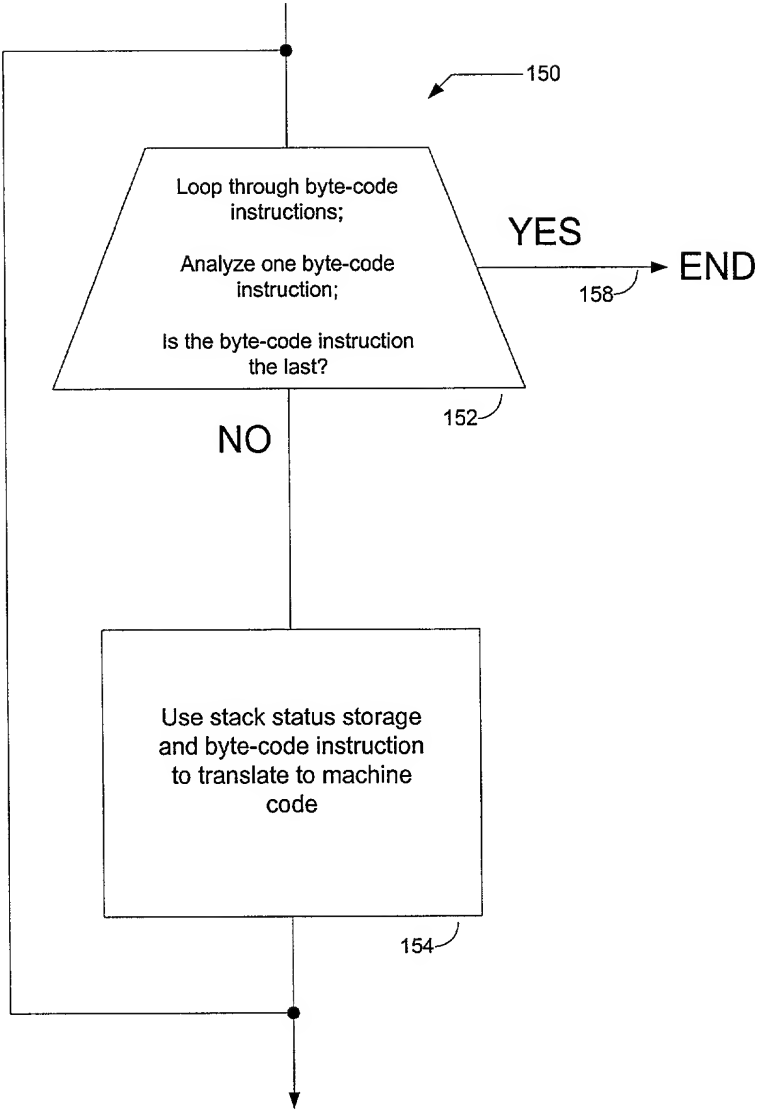 150
Loop through byte-code
instructions;
Analyze one byte-code
instruction;
Is the byte-code instruction
the last?
YES
END
158
152
NO
Use stack status storage
and byte-code instruction
to translate to machine
code
154